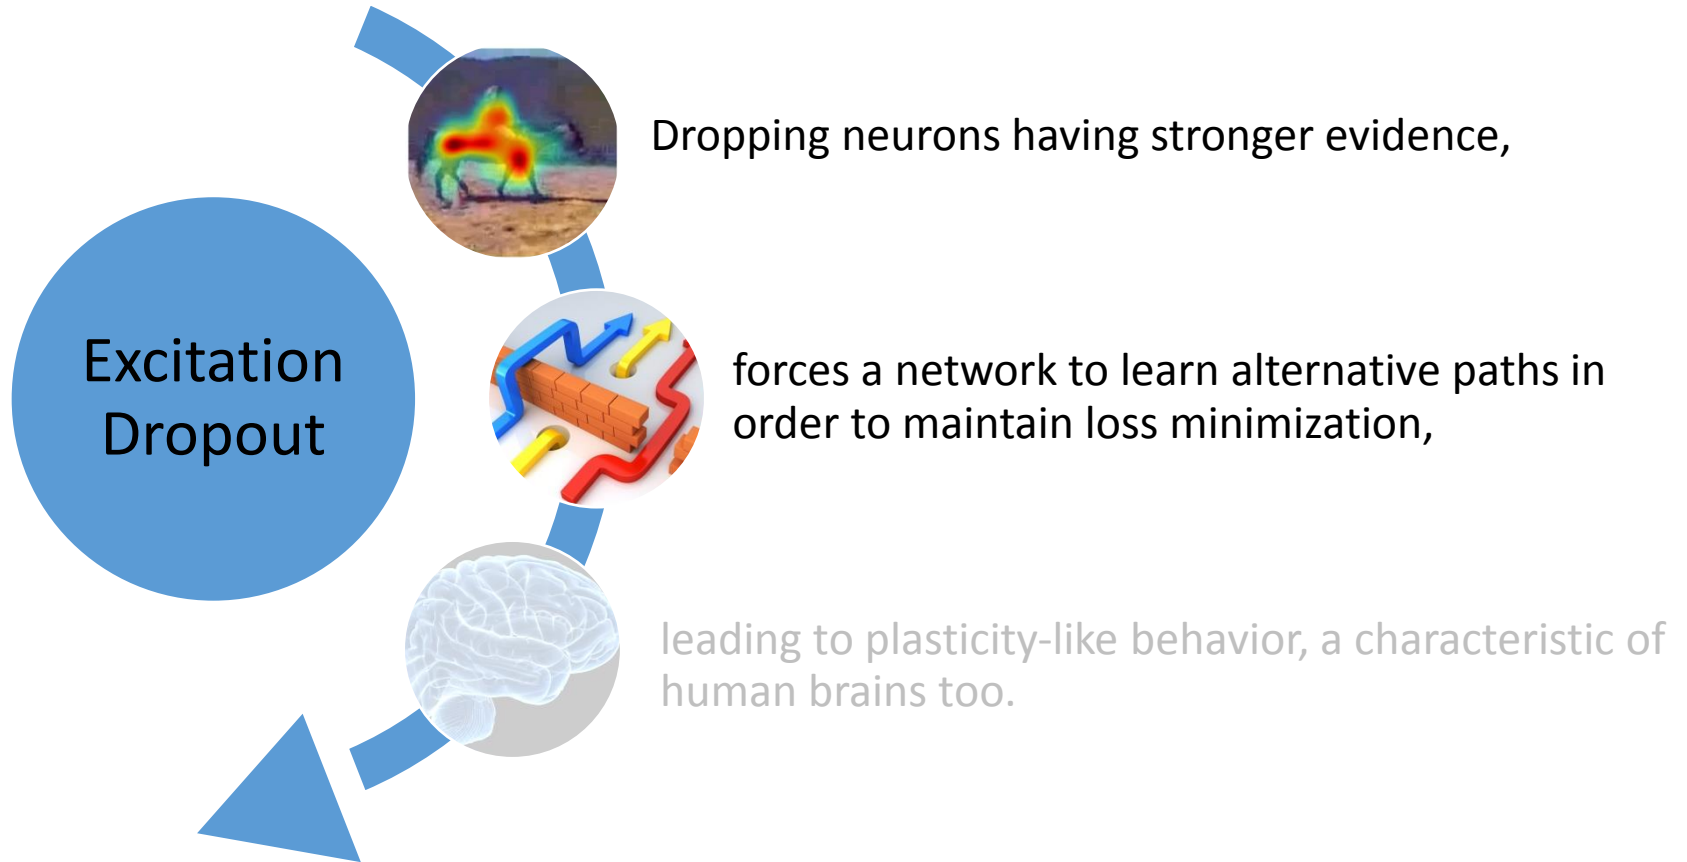 Excitation
Dropout
Dropping neurons having stronger evidence,
forces a network to learn alternative paths in
order to maintain loss minimization,
leading to plasticity-like behavior, a characteristic of
human brains too.